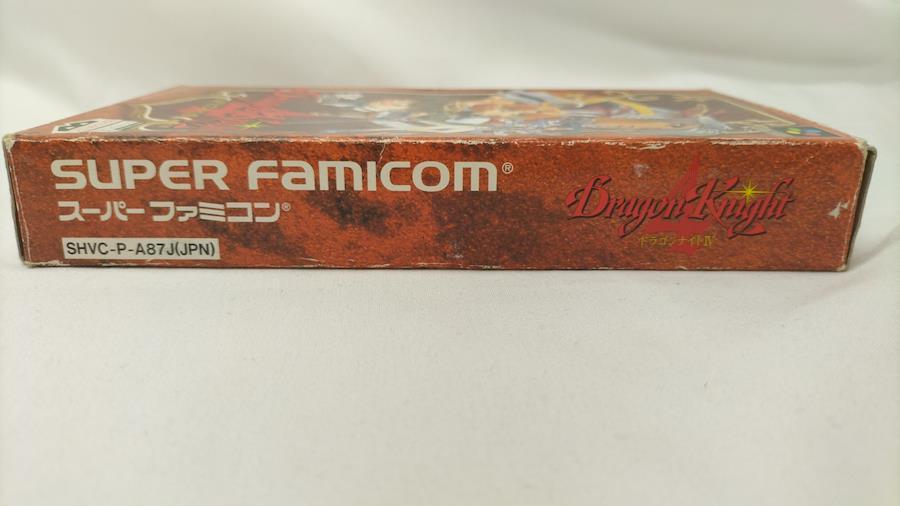 SUPER FAMICOM®
スーパーファミコン®
SHVC-P-A87J(JPN)
Dragon Knight 4
ドラゴンナイトIV